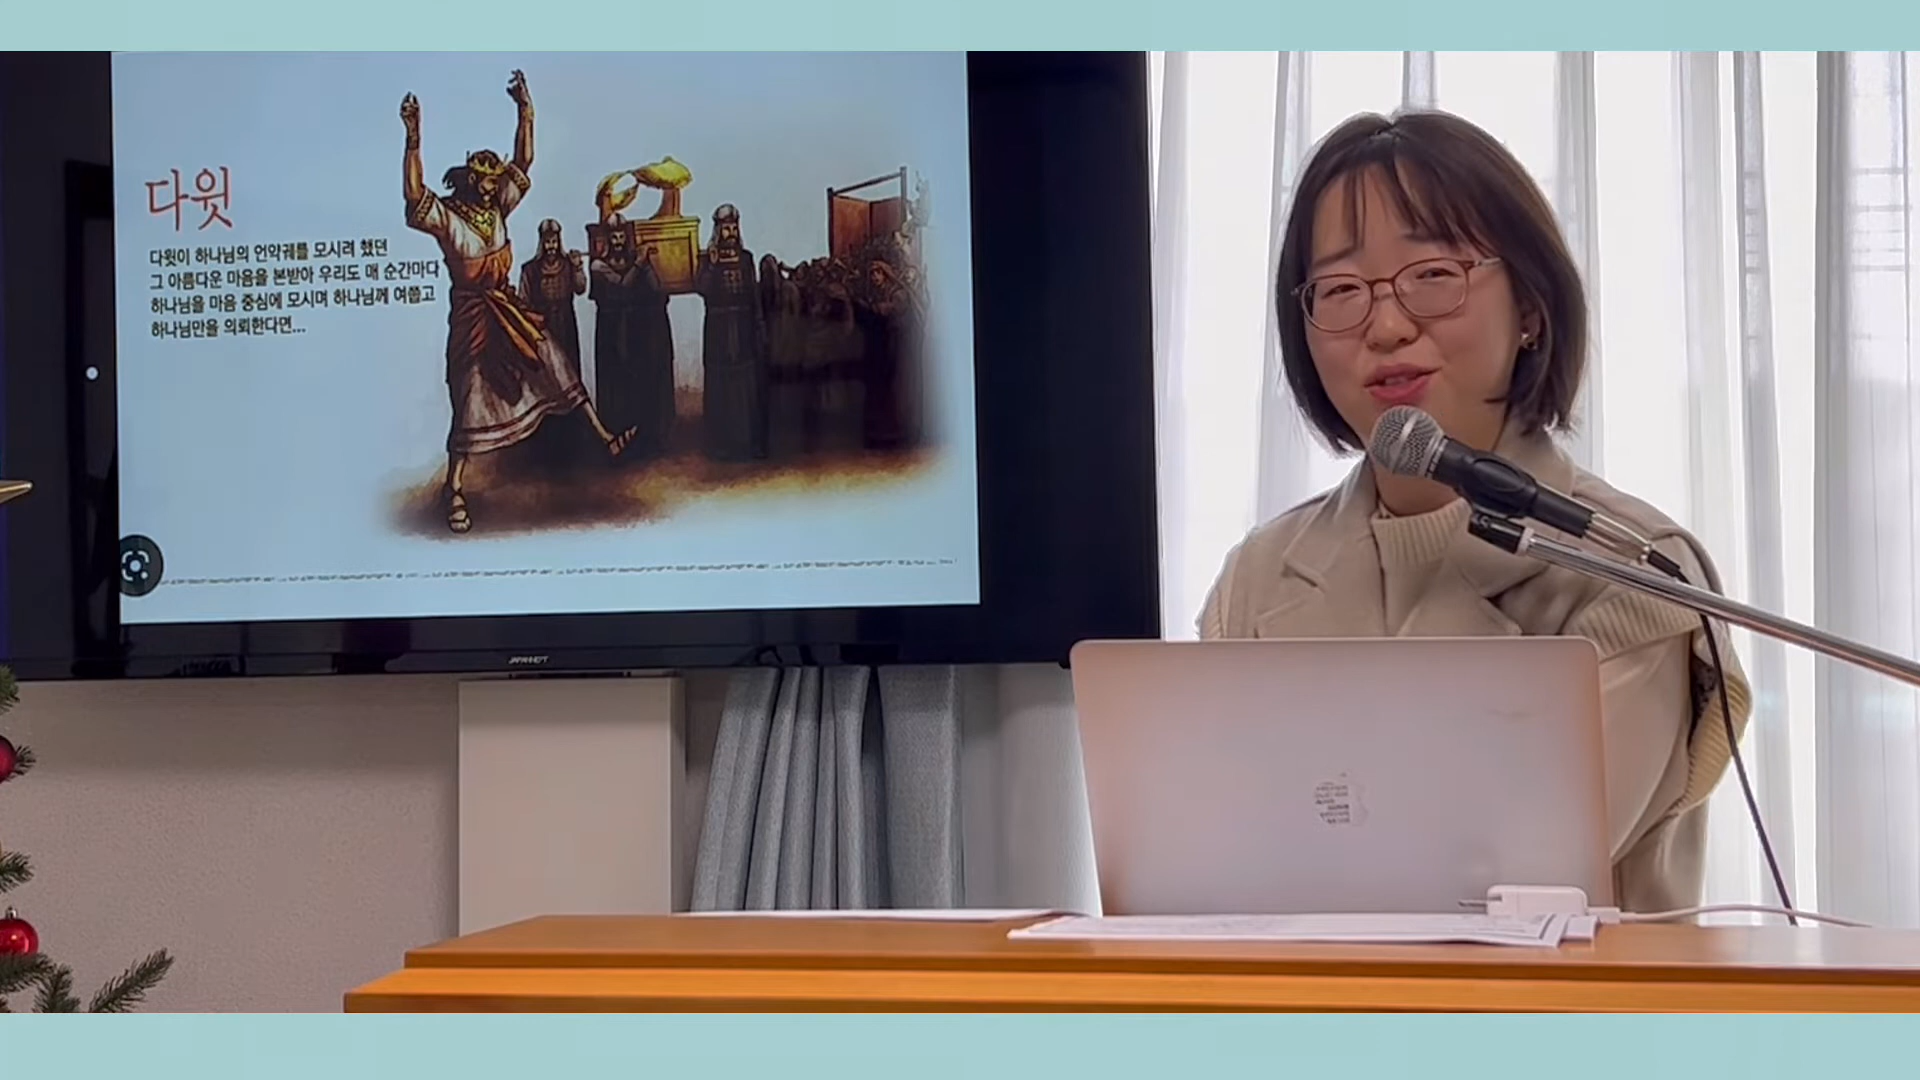 다윗
다윗이 하나님의 언약궤를 모시려 했던
그 아름다운 마음을 본받아 우리도 매 순간마다
하나님을 마음 중심에 모시며 하나님께 여쭙고
하나님만을 의뢰한다면...